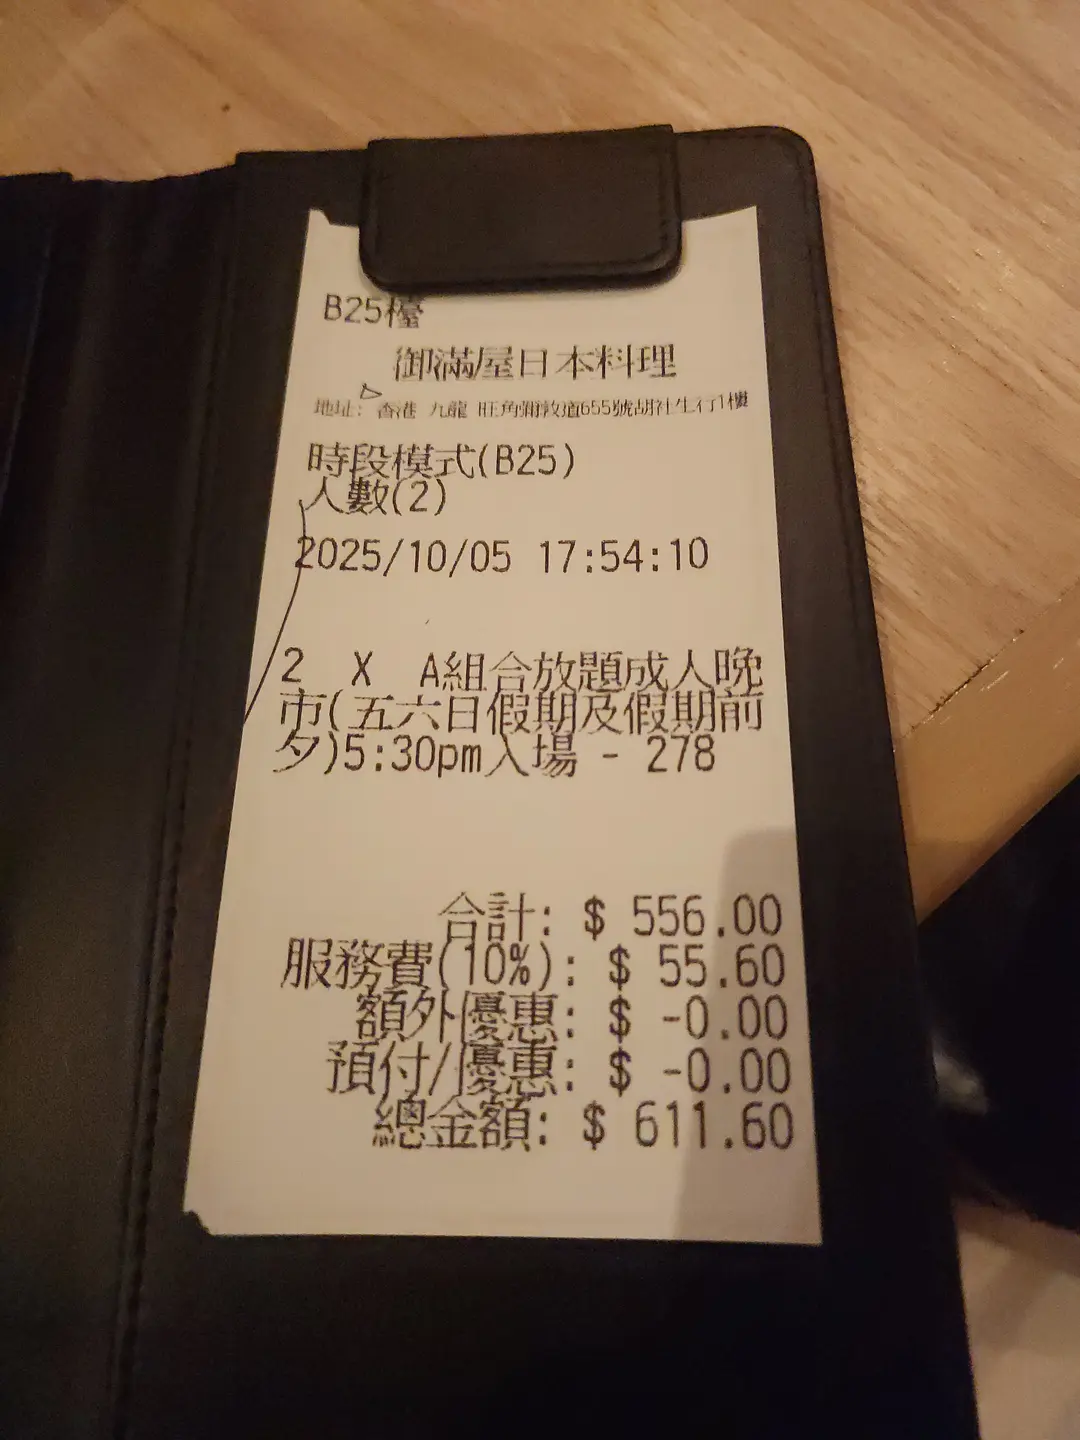 B25檯
御滿屋日本料理
地址: 香港 九龍 旺角彌敦道655號胡社生行1樓
時段模式(B25)
人數(2)
2025/10/05 17:54:10
2 X A組合放題成人晚
市(五六日假期及假期前
夕)5:30pm入場 - 278
合計: $ 556.00
服務費(10%): $ 55.60
額外優惠: $ -0.00
預付/優惠: $ -0.00
總金額: $ 611.60